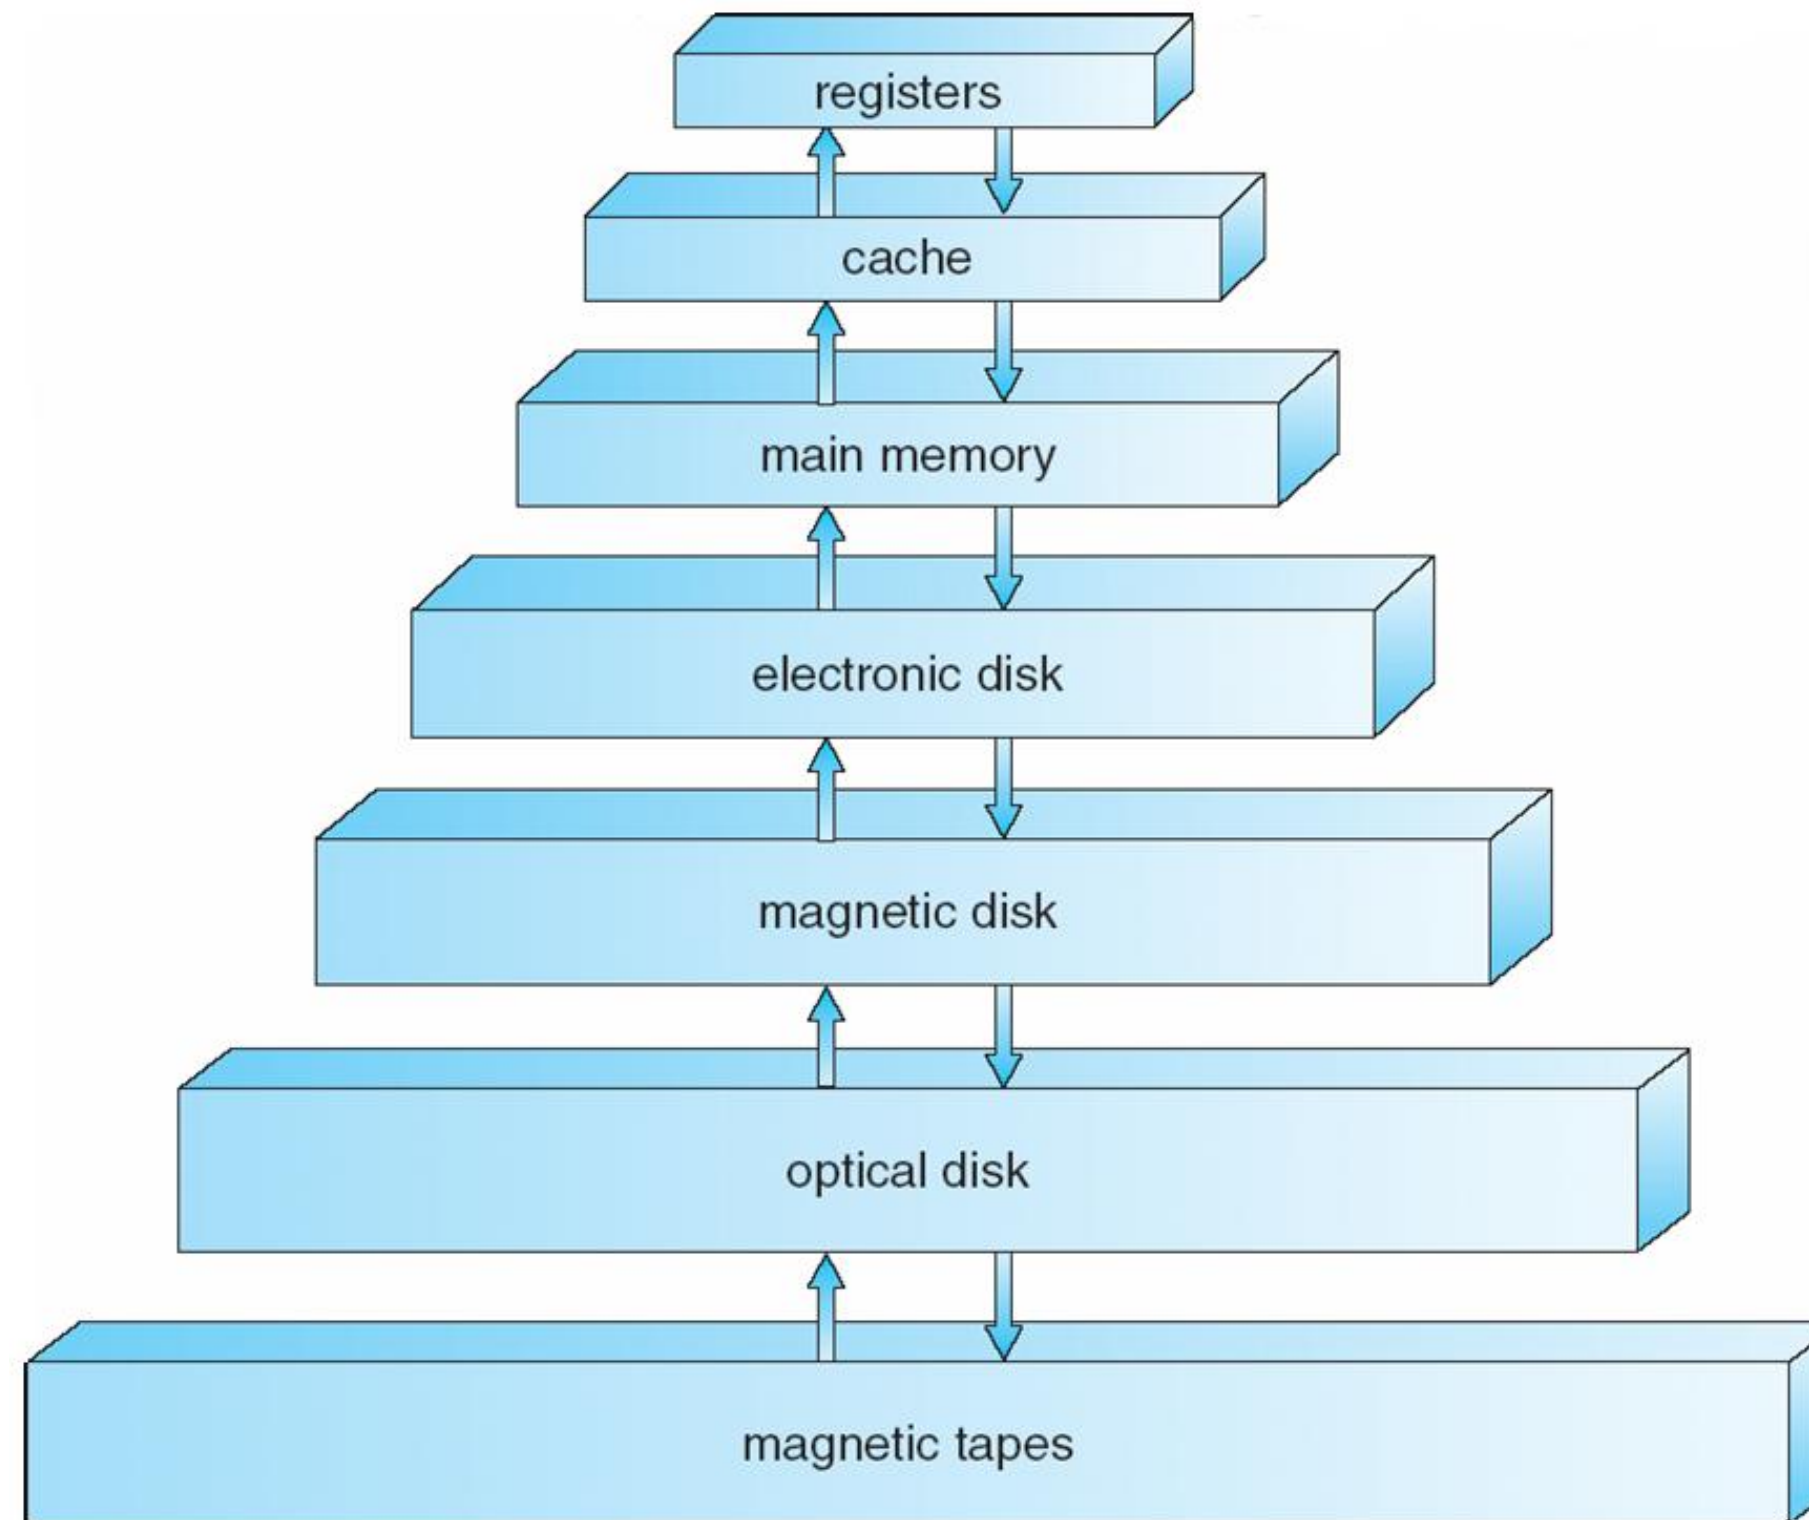 registers
cache
main memory
electronic disk
magnetic disk
optical disk
magnetic tapes